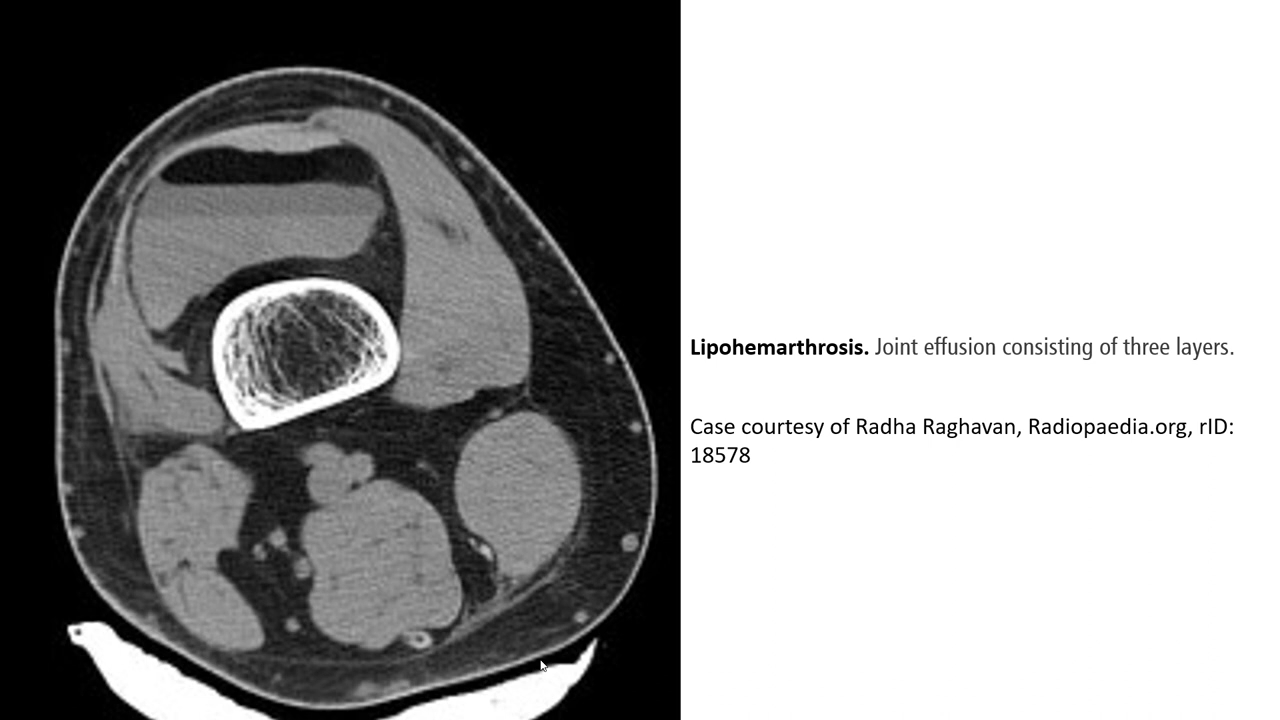 Lipohemarthrosis. Joint effusion consisting of three layers.
Case courtesy of Radha Raghavan, Radiopaedia.org, rID:
18578